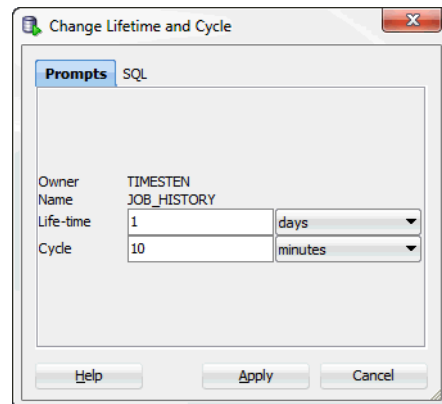 Change Lifetime and Cycle
Prompts SQL
Owner TIMESTEN
Name JOB_HISTORY
Life-time 1 days
Cycle 10 minutes
Help Apply Cancel